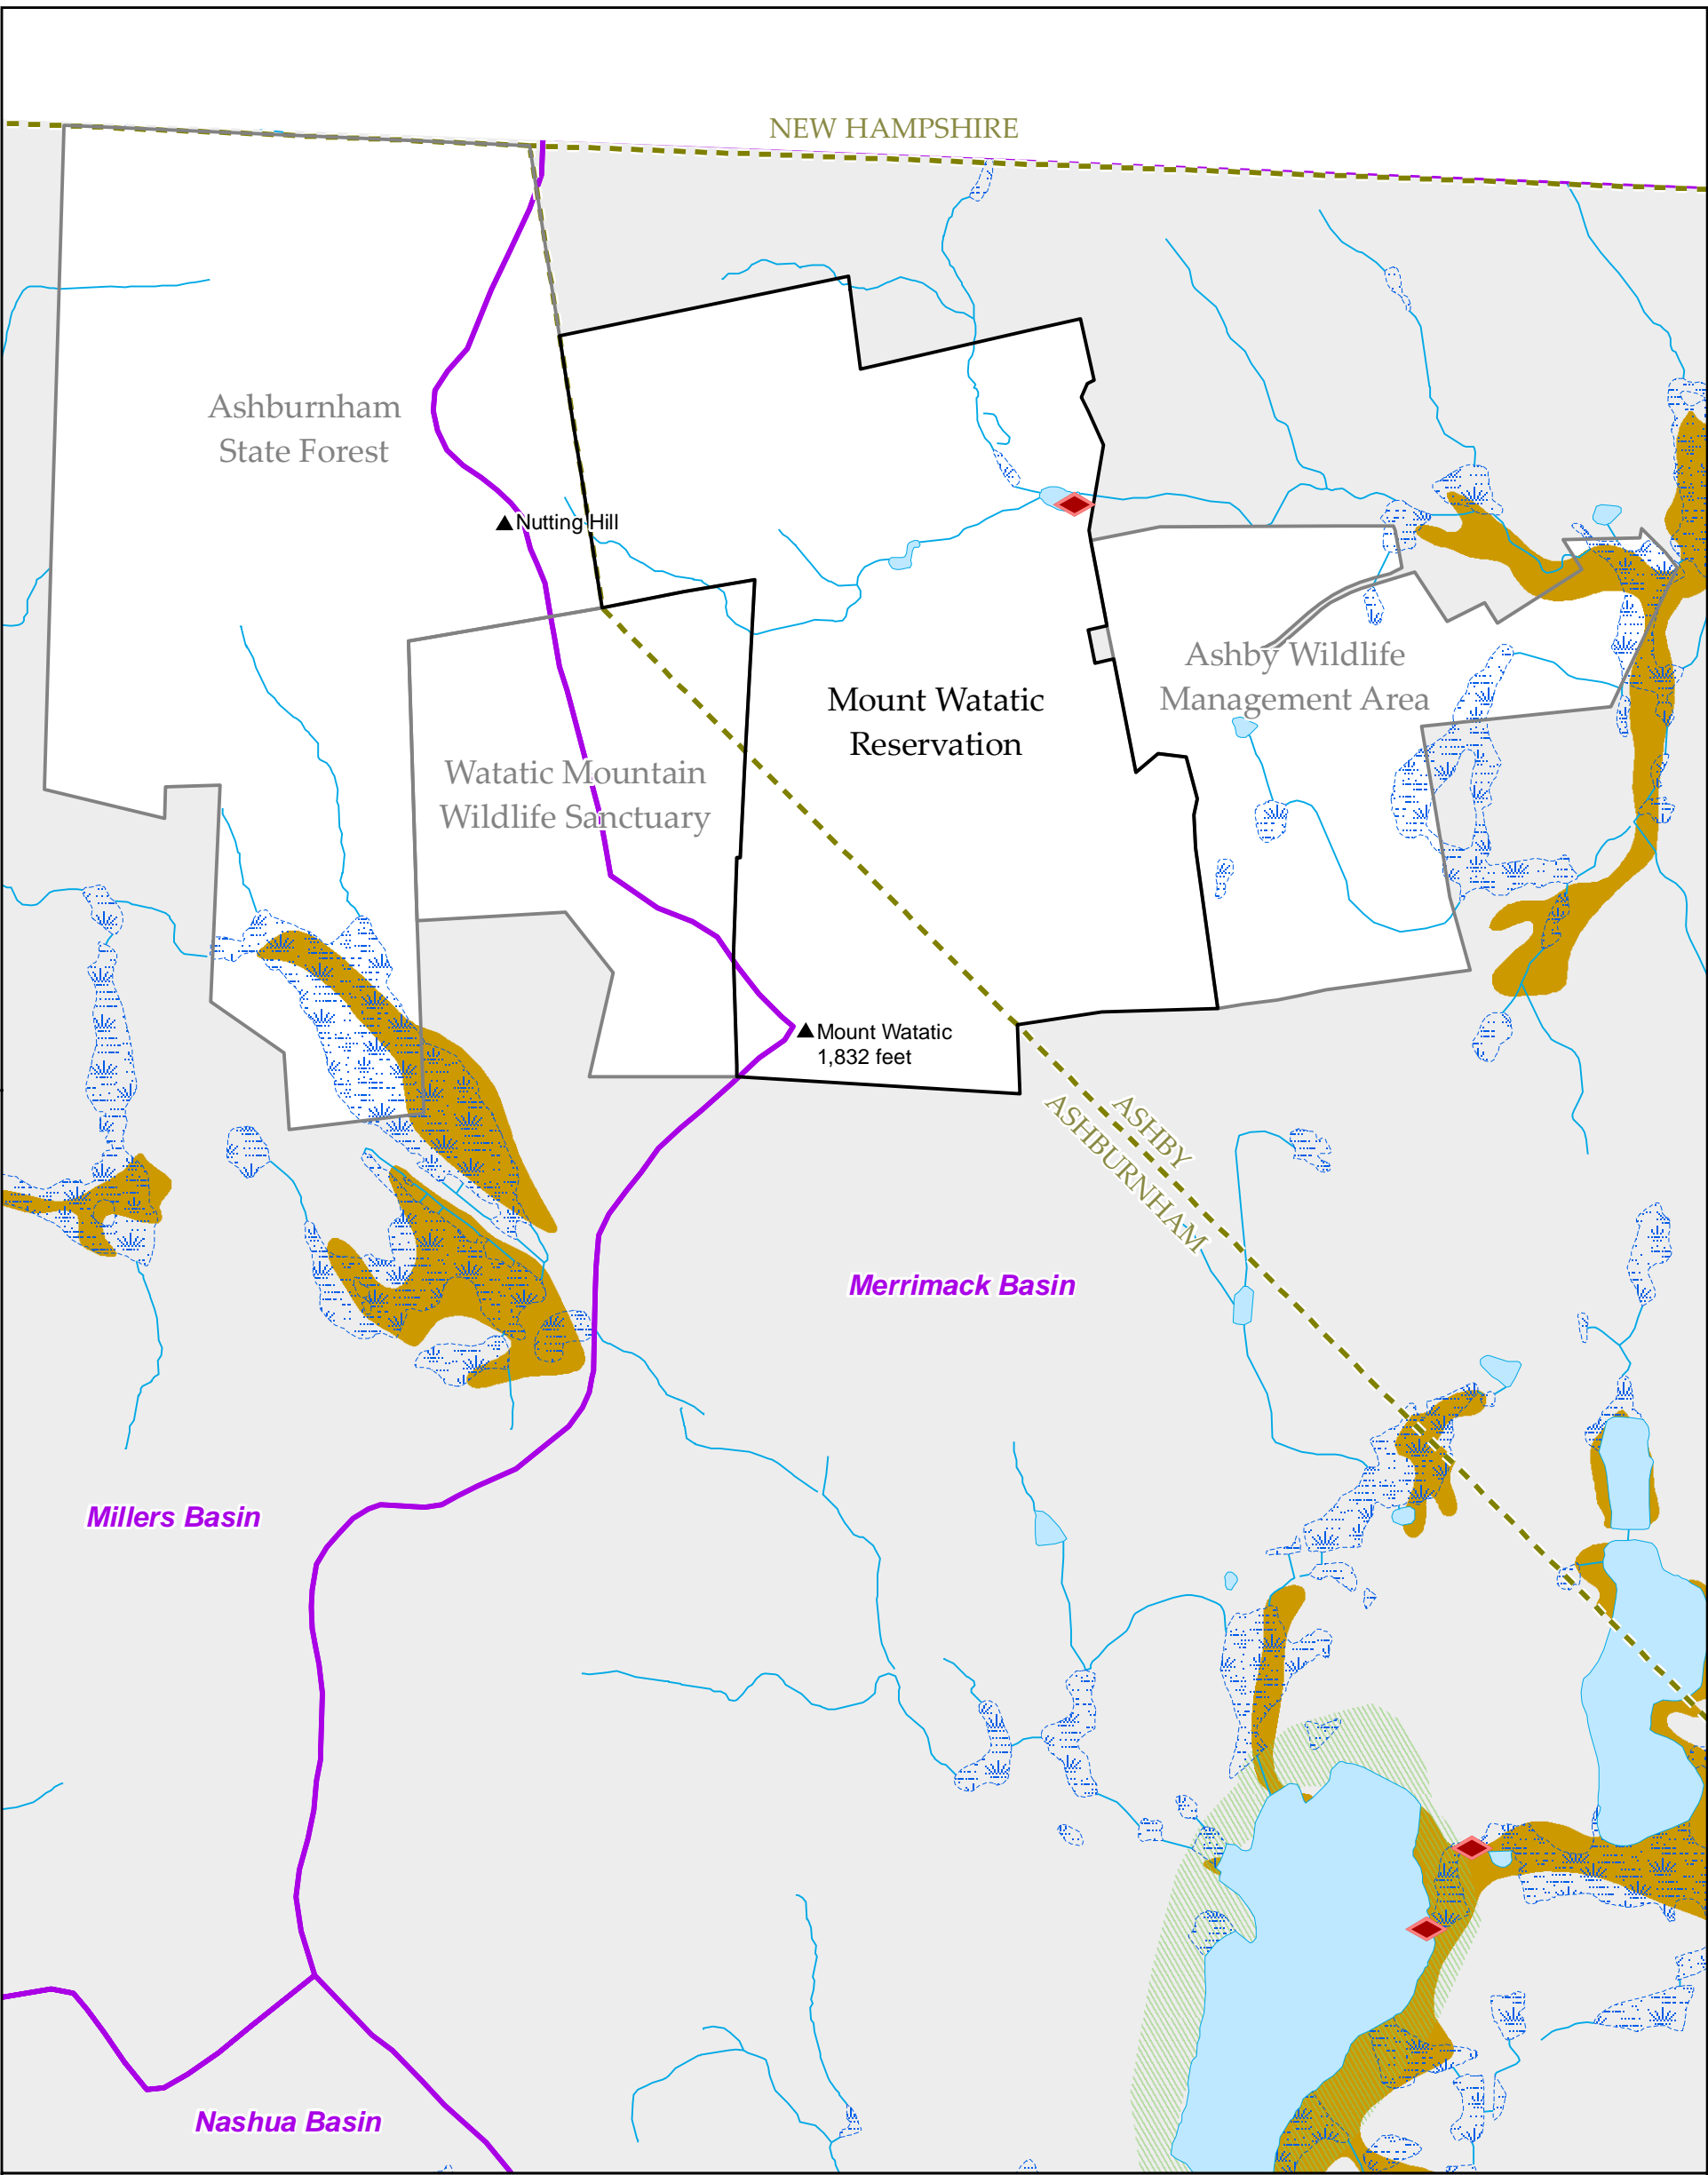 NEW HAMPSHIRE
Ashburnham
State Forest
Nutting Hill
Ashby Wildlife
Management Area
Mount Watatic
Reservation
Watatic Mountain
Wildlife Sanctuary
Mount Watatic
1,832 feet
ASHBY
ASHBURNHAM
Merrimack Basin
Millers Basin
Nashua Basin